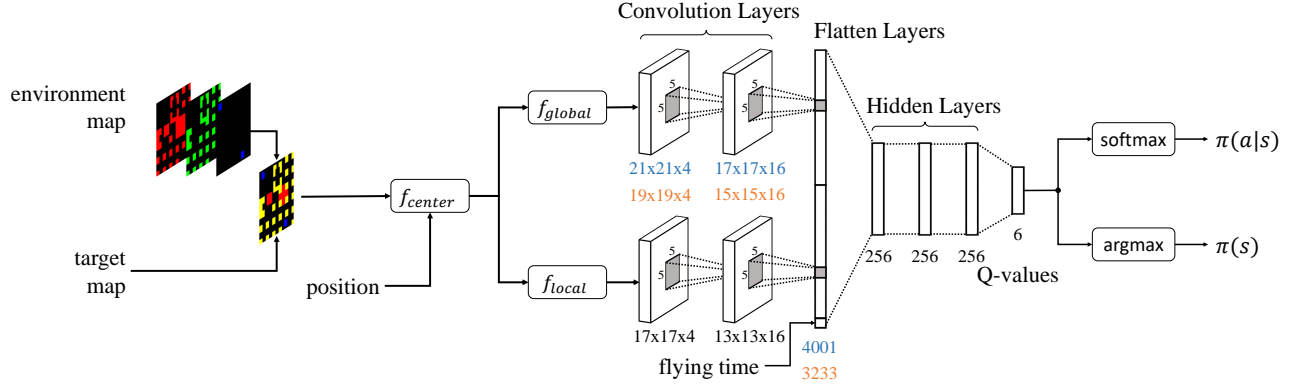 Convolution Layers
Flatten Layers
Hidden Layers
environment
map
target
map
position
f_center
f_global
f_local
5
5
5
5
21x21x4
17x17x16
19x19x4
15x15x16
5
5
5
5
17x17x4
13x13x16
flying time
4001
3233
256
256
256
6
Q-values
softmax
π(a|s)
argmax
π(s)